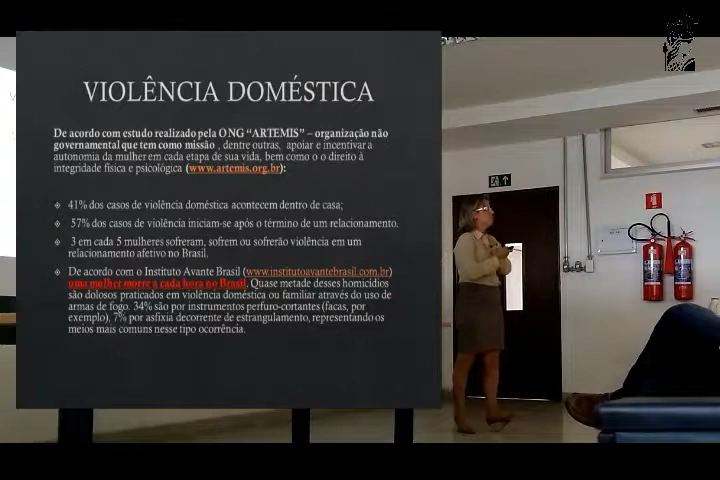 VIOLÊNCIA DOMÉSTICA
De acordo com estudo realizado pela ONG “ARTEMIS” – organização não
governamental que tem como missão , dentre outras, apoiar e incentivar a
autonomia da mulher em cada etapa de sua vida, bem como o o direito à
integridade física e psicológica (www.artemis.org.br):
41% dos casos de violência doméstica acontecem dentro de casa;
57% dos casos de violência iniciam-se após o término de um relacionamento.
3 em cada 5 mulheres sofreram, sofrem ou sofrerão violência em um
relacionamento afetivo no Brasil.
De acordo com o Instituto Avante Brasil (www.institutoavantebrasil.com.br)
uma mulher morre a cada hora no Brasil. Quase metade desses homicídios
são dolosos praticados em violência doméstica ou familiar através do uso de
armas de fogo. 34% são por instrumentos perfuro-cortantes (facas, por
exemplo), 7% por asfixia decorrente de estrangulamento, representando os
meios mais comuns nesse tipo ocorrência.